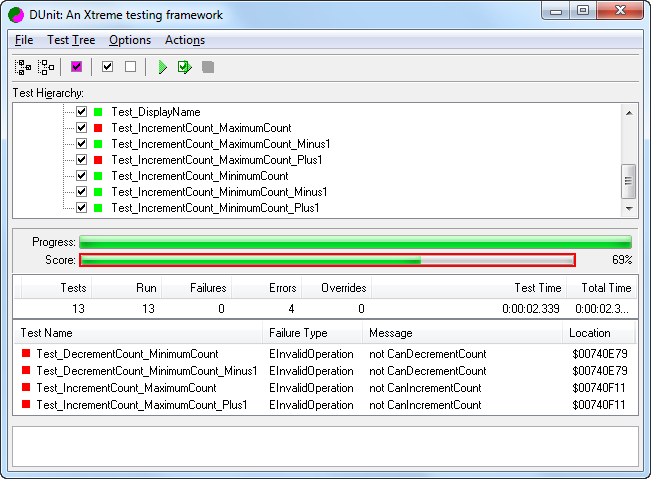 DUnit: An Xtreme testing framework
File Test Tree Options Actions
Test Hierarchy:
Test_DisplayName
Test_IncrementCount_MaximumCount
Test_IncrementCount_MaximumCount_Minus1
Test_IncrementCount_MaximumCount_Plus1
Test_IncrementCount_MinimumCount
Test_IncrementCount_MinimumCount_Minus1
Test_IncrementCount_MinimumCount_Plus1
Progress:
Score: 69%
Tests Run Failures Errors Overrides Test Time Total Time
13 13 0 4 0 0:00:02.339 0:00:02.3...
Test Name Failure Type Message Location
Test_DecrementCount_MinimumCount EInvalidOperation not CanDecrementCount $00740E79
Test_DecrementCount_MinimumCount_Minus1 EInvalidOperation not CanDecrementCount $00740E79
Test_IncrementCount_MaximumCount EInvalidOperation not CanIncrementCount $00740F11
Test_IncrementCount_MaximumCount_Plus1 EInvalidOperation not CanIncrementCount $00740F11